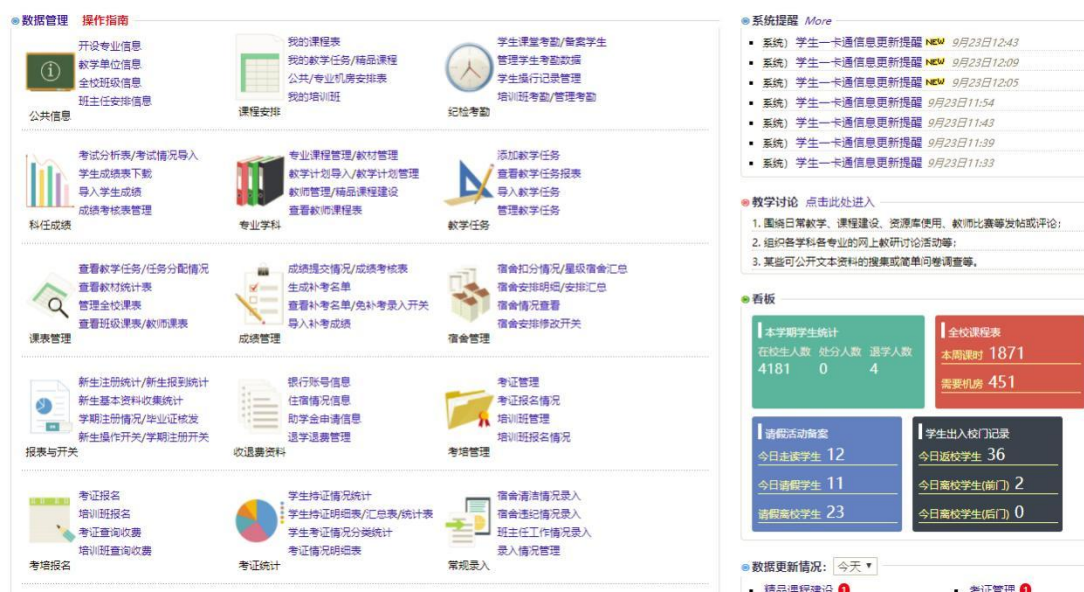 数据管理 操作指南
开设专业信息
教学单位信息
全校班级信息
班主任安排信息
公共信息
我的课程表
我的教学任务/精品课程
公共/专业机房安排表
我的培训班
课程安排
学生课堂考勤/备案学生
管理学生考勤数据
学生操行记录管理
培训班考勤/管理考勤
纪检考勤
考试分析表/考试情况导入
学生成绩表下载
导入学生成绩
成绩考核表管理
科任成绩
专业课程管理/教材管理
教学计划导入/教学计划管理
教师管理/精品课程建设
查看教师课程表
专业学科
添加教学任务
查看教学任务报表
导入教学任务
管理教学任务
教学任务
查看教学任务/任务分配情况
查看教材统计表
管理全校课表
查看班级课表/教师课表
课表管理
成绩提交情况/成绩考核表
生成补考名单
查看补考名单/免补考录入开关
导入补考成绩
成绩管理
宿舍扣分情况/星级宿舍汇总
宿舍安排明细/安排汇总
宿舍情况查看
宿舍安排修改开关
宿舍管理
新生注册统计/新生报到统计
新生基本资料收集统计
学期注册情况/毕业证核发
新生操作开关/学期注册开关
报表与开关
银行账号信息
住宿情况信息
助学金申请信息
退学退费管理
收退费资料
考证管理
考证报名情况
培训班管理
培训班报名情况
考培管理
考证报名
培训班报名
考证查询收费
培训班查询收费
考培报名
学生持证情况统计
学生持证明细表/汇总表/统计表
学生考证情况分类统计
考证情况明细表
考证统计
宿舍清洁情况录入
宿舍违纪情况录入
班主任工作情况录入
录入情况管理
常规录入
系统提醒 More
系统) 学生一卡通信息更新提醒 NEW 9月23日12:43
系统) 学生一卡通信息更新提醒 NEW 9月23日12:09
系统) 学生一卡通信息更新提醒 NEW 9月23日12:05
系统) 学生一卡通信息更新提醒 9月23日11:54
系统) 学生一卡通信息更新提醒 9月23日11:43
系统) 学生一卡通信息更新提醒 9月23日11:39
系统) 学生一卡通信息更新提醒 9月23日11:33
教学讨论 点击此处进入
1. 围绕日常教学、课程建设、资源库使用、教师比赛等发帖或评论;
2. 组织各学科各专业的网上教研讨论活动等;
3. 某些可公开文本资料的搜集或简单问卷调查等。
看板
本学期学生统计
在校生人数 处分人数 退学人数
4181 0 4
全校课程表
本周课时 1871
需要机房 451
请假活动备案
今日走读学生 12
今日请假学生 11
请假离校学生 23
学生出入校门记录
今日返校学生 36
今日离校学生(前门) 2
今日离校学生(后门) 0
数据更新情况: 今天
精品课程建设 1
考证管理 1